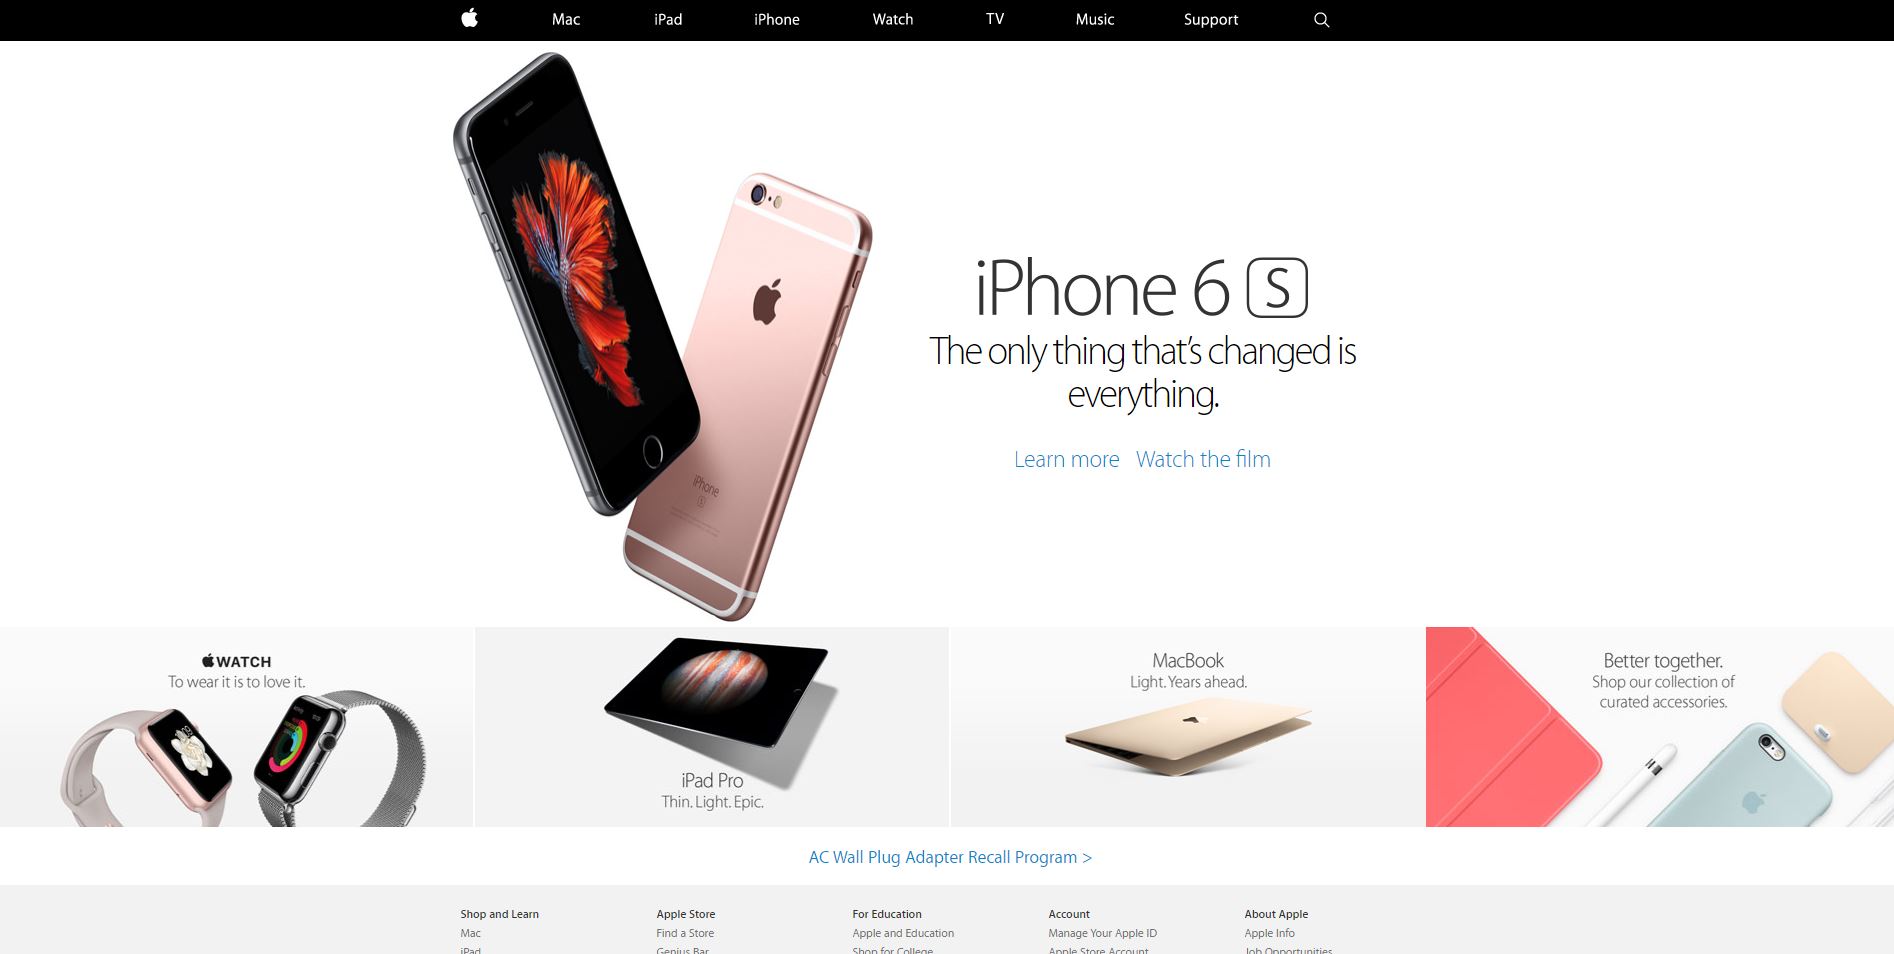 Mac iPad iPhone Watch TV Music Support
iPhone 6 S
The only thing that's changed is
everything.
Learn more Watch the film
iPhone
S
WATCH
To wear it is to love it.
iPad Pro
Thin. Light. Epic.
MacBook
Light. Years ahead.
Better together.
Shop our collection of
curated accessories.
AC Wall Plug Adapter Recall Program >
Shop and Learn
Mac
iPad
Apple Store
Find a Store
Genius Bar
For Education
Apple and Education
Shop for College
Account
Manage Your Apple ID
Apple Store Account
About Apple
Apple Info
Job Opportunities